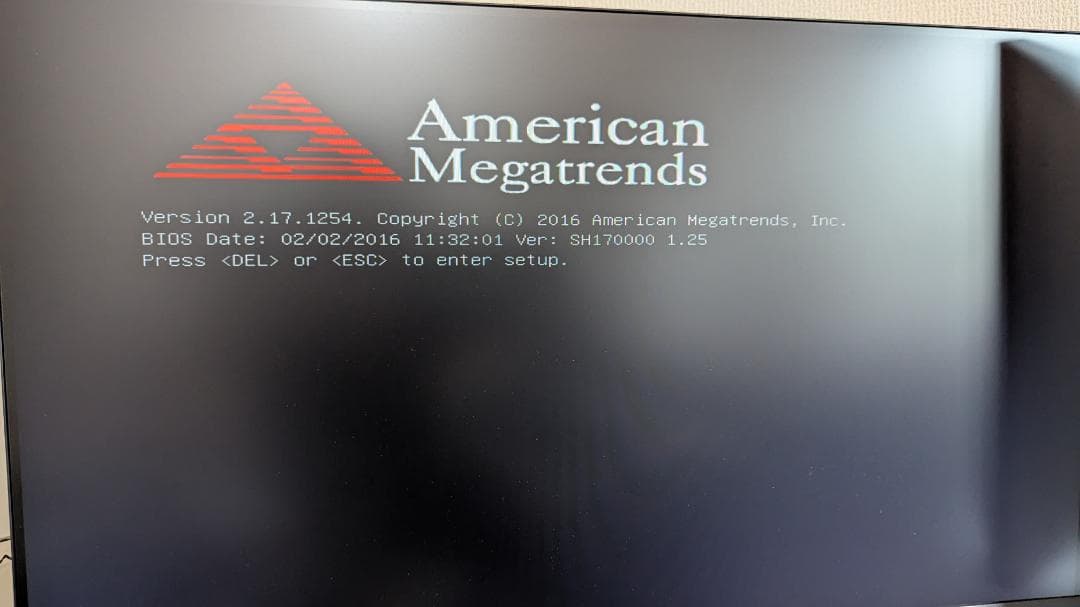 American
Megatrends
Version 2.17.1254. Copyright (C) 2016 American Megatrends, Inc.
BIOS Date: 02/02/2016 11:32:01 Ver: SH170000 1.25
Press <DEL> or <ESC> to enter setup.